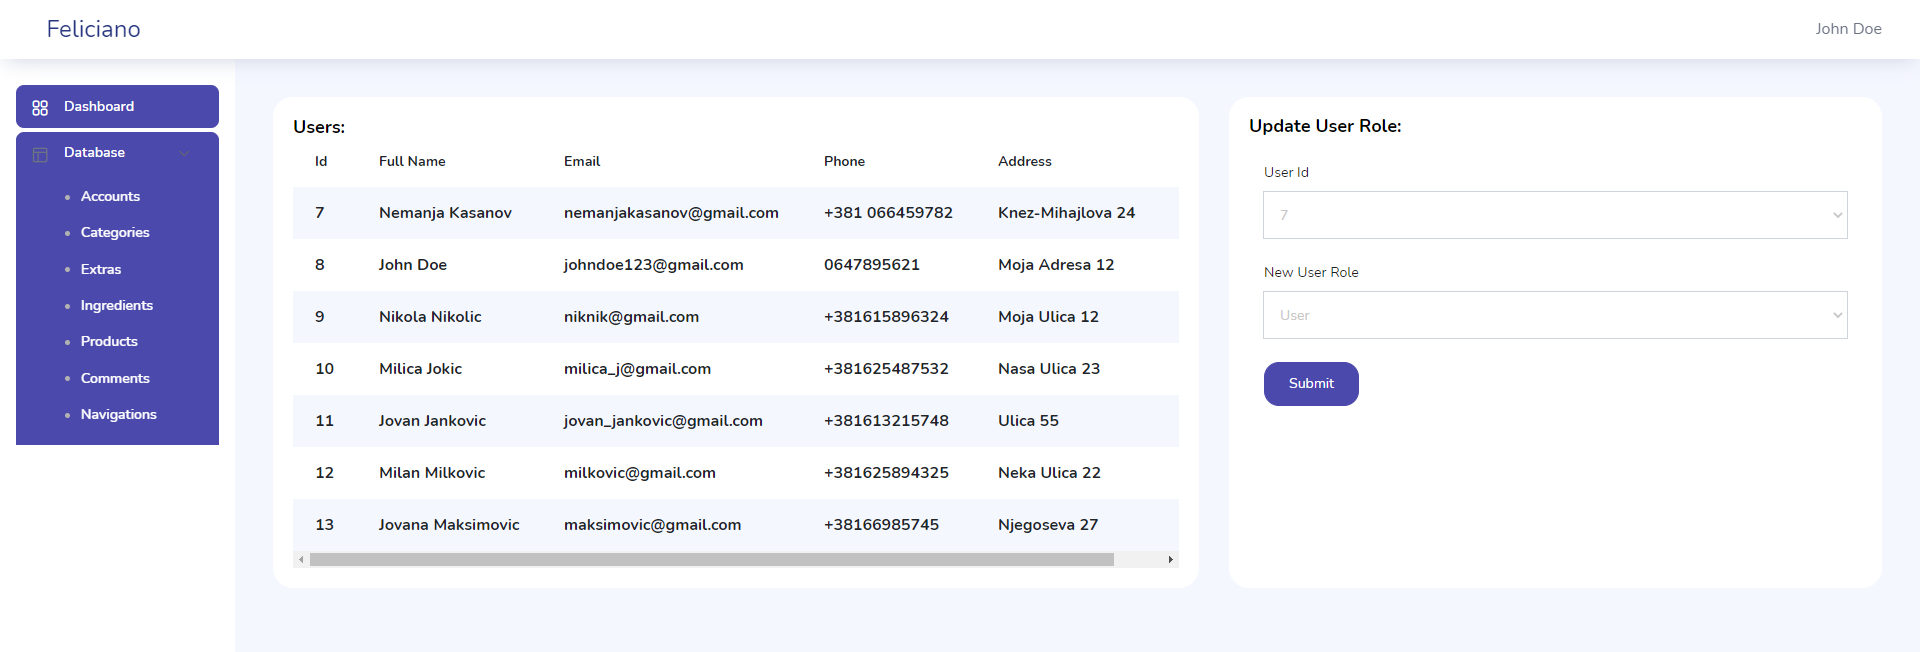 Feliciano
John Doe
Dashboard
Database
Accounts
Categories
Extras
Ingredients
Products
Comments
Navigations
Users:
Id Full Name Email Phone Address
7 Nemanja Kasanov nemanjakasanov@gmail.com +381 066459782 Knez-Mihajlova 24
8 John Doe johndoe123@gmail.com 0647895621 Moja Adresa 12
9 Nikola Nikolic niknik@gmail.com +381615896324 Moja Ulica 12
10 Milica Jokic milica_j@gmail.com +381625487532 Nasa Ulica 23
11 Jovan Jankovic jovan_jankovic@gmail.com +381613215748 Ulica 55
12 Milan Milkovic milkovic@gmail.com +381625894325 Neka Ulica 22
13 Jovana Maksimovic maksimovic@gmail.com +38166985745 Njegoseva 27
Update User Role:
User Id
7
New User Role
User
Submit